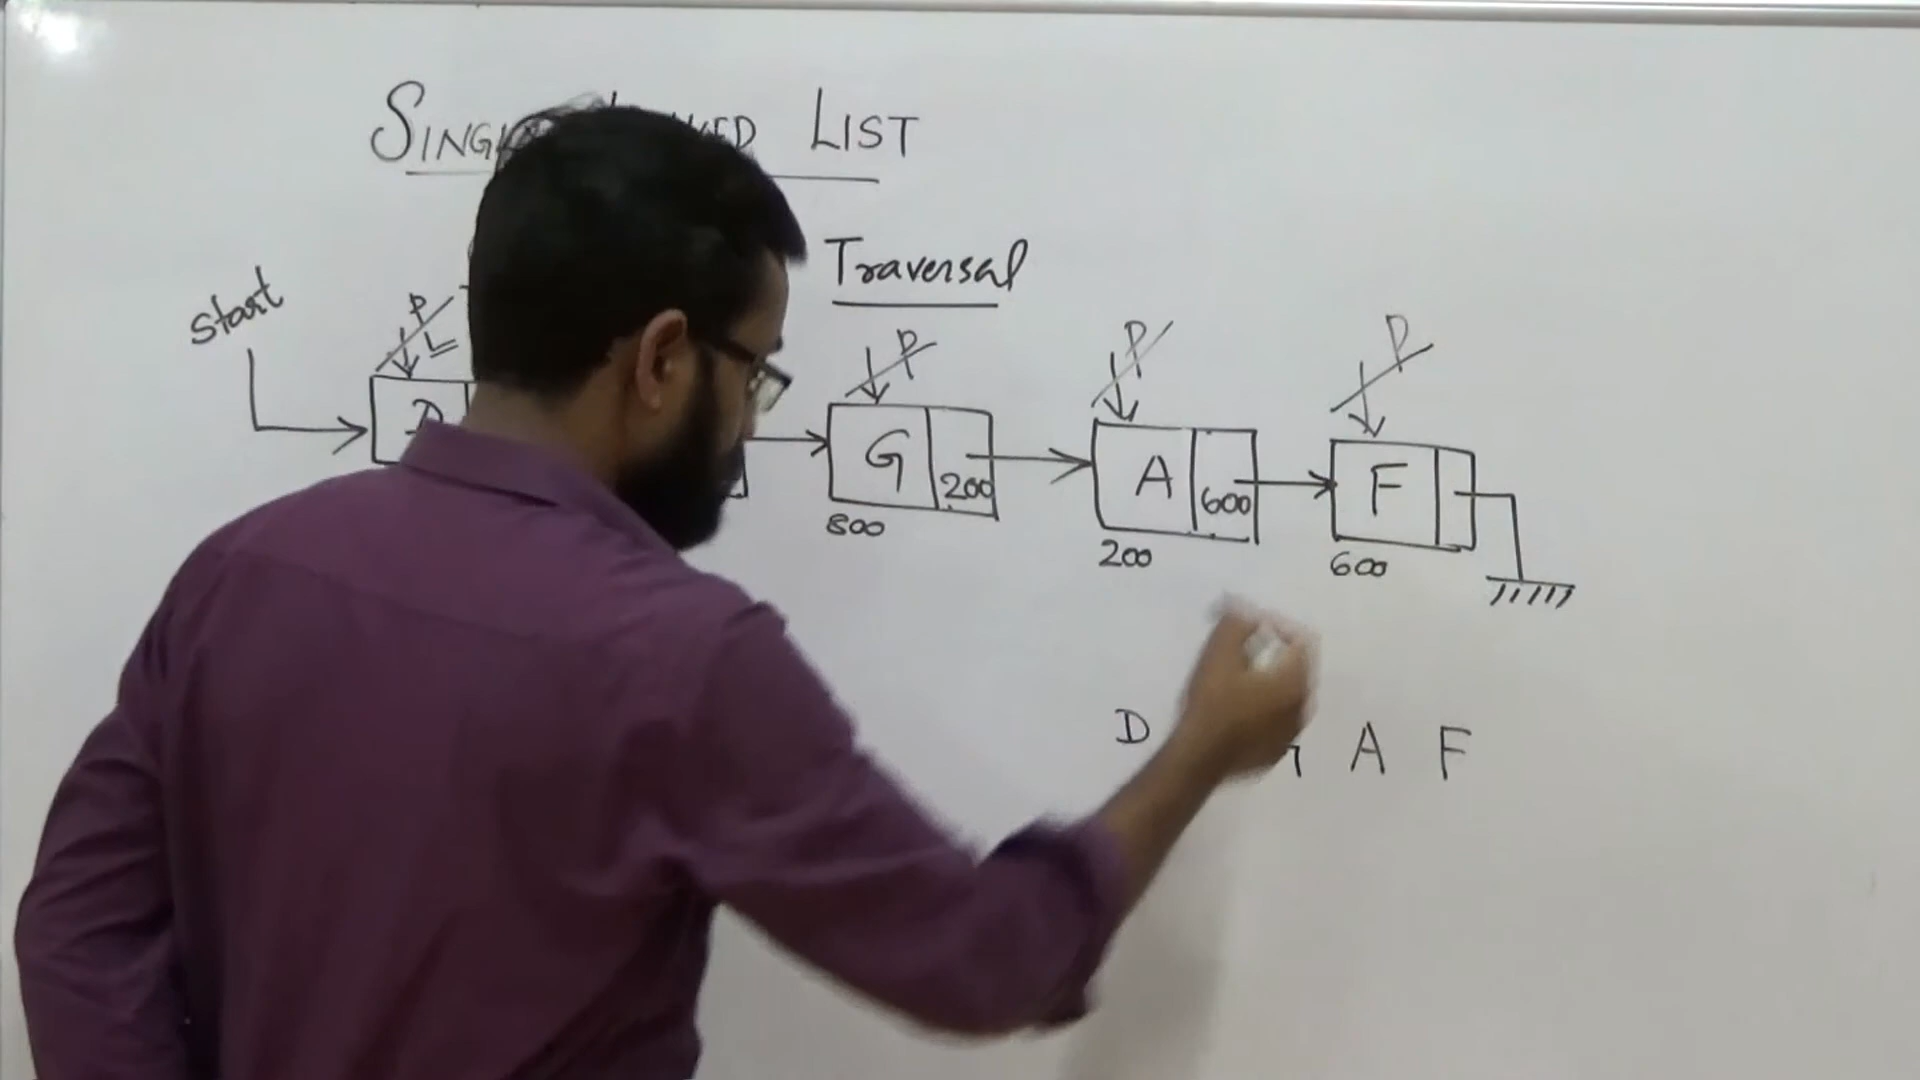 LIST
Traversal
start
P
L
P
P
P
G 200
A 600
F
800
200
600
D A F